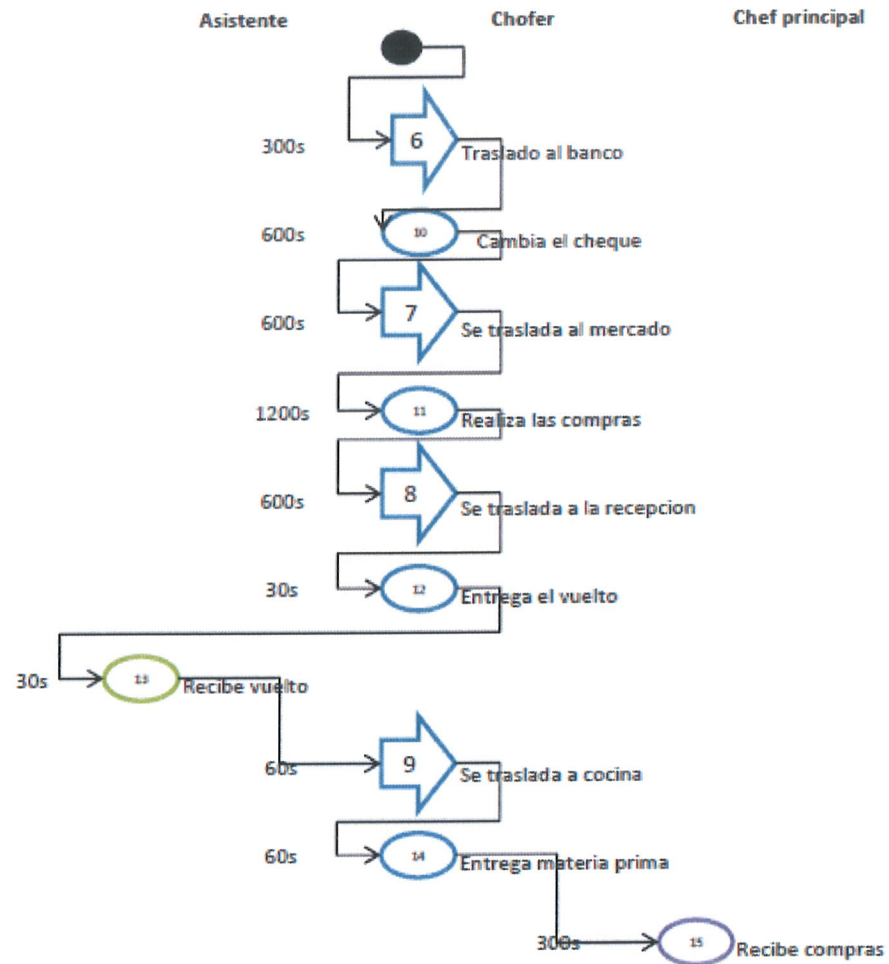 Asistente Chofer Chef principal
300s 6 Traslado al banco
600s 10 Cambia el cheque
600s 7 Se traslada al mercado
1200s 11 Realiza las compras
600s 8 Se traslada a la recepcion
30s 12 Entrega el vuelto
30s 13 Recibe vuelto
60s 9 Se traslada a cocina
60s 14 Entrega materia prima
300s 15 Recibe compras